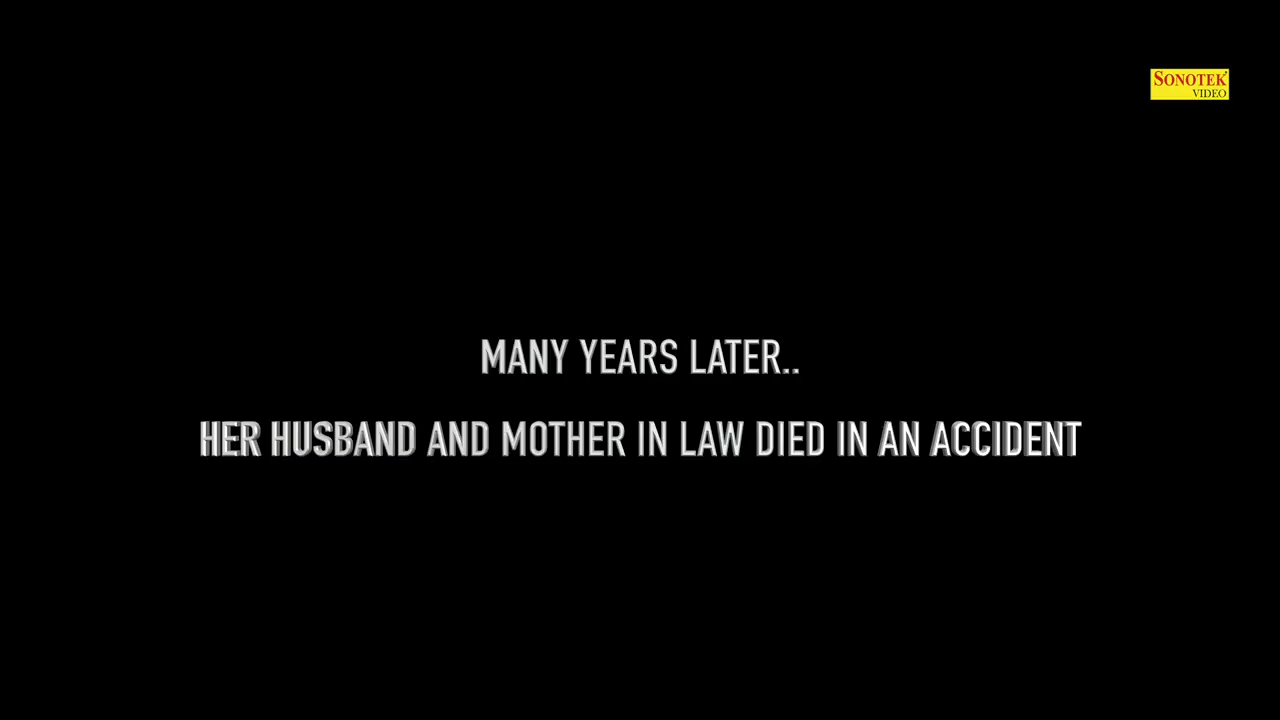 SONOTEK
VIDEO
MANY YEARS LATER..
HER HUSBAND AND MOTHER IN LAW DIED IN AN ACCIDENT